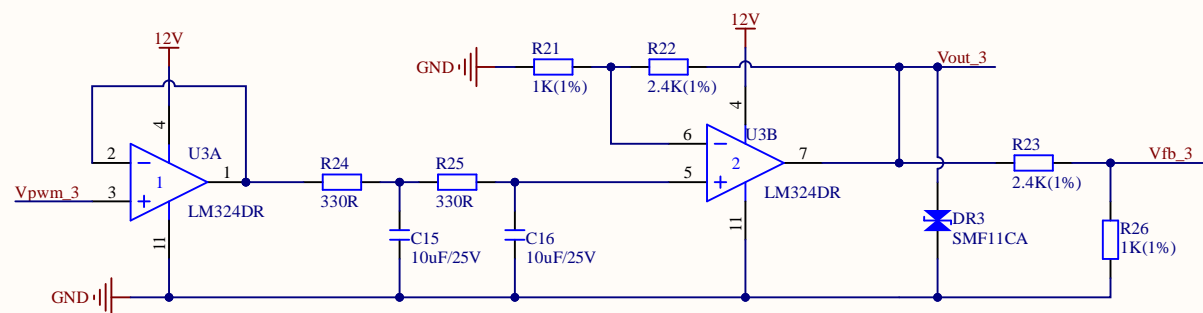 12V
12V
GND
R21
1K(1%)
R22
2.4K(1%)
Vout_3
4
4
2
3
1
1
U3A
LM324DR
11
Vpwm_3
R24
330R
R25
330R
6
5
2
7
U3B
LM324DR
11
R23
2.4K(1%)
Vfb_3
C15
10uF/25V
C16
10uF/25V
DR3
SMF11CA
R26
1K(1%)
GND